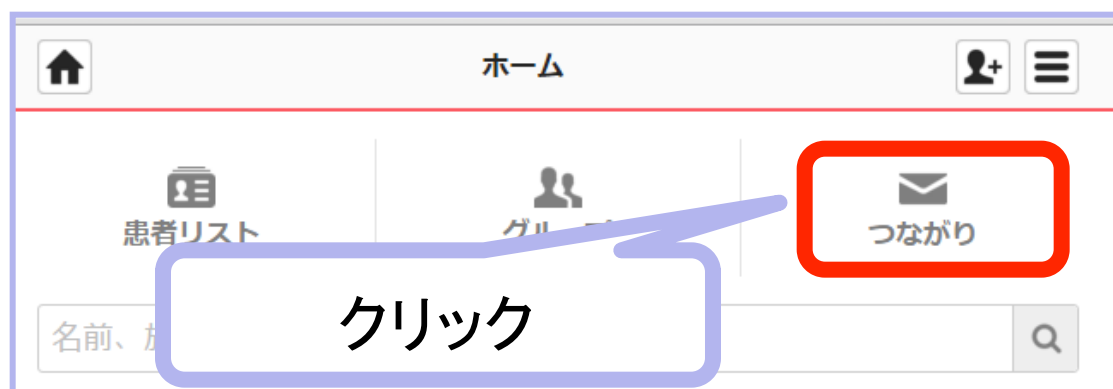 ホーム
患者リスト
つながり
クリック
名前、